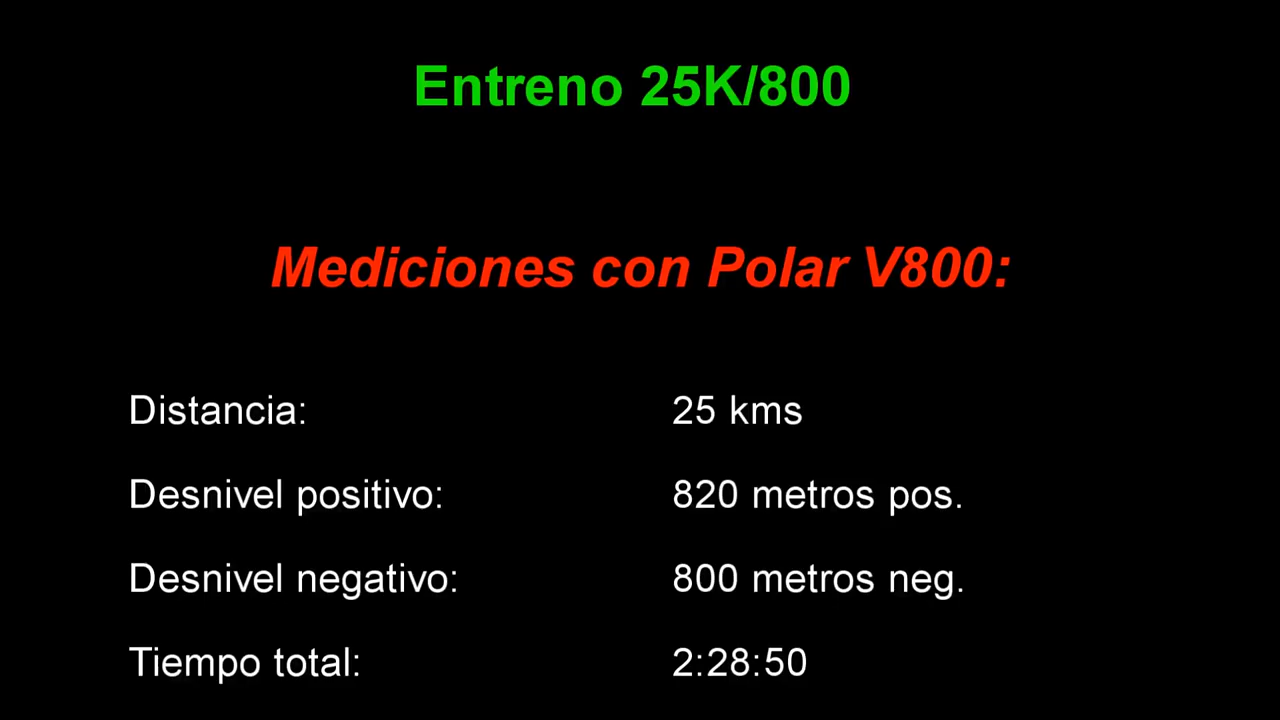 Entreno 25K/800
Mediciones con Polar V800:
Distancia: 25 kms
Desnivel positivo: 820 metros pos.
Desnivel negativo: 800 metros neg.
Tiempo total: 2:28:50